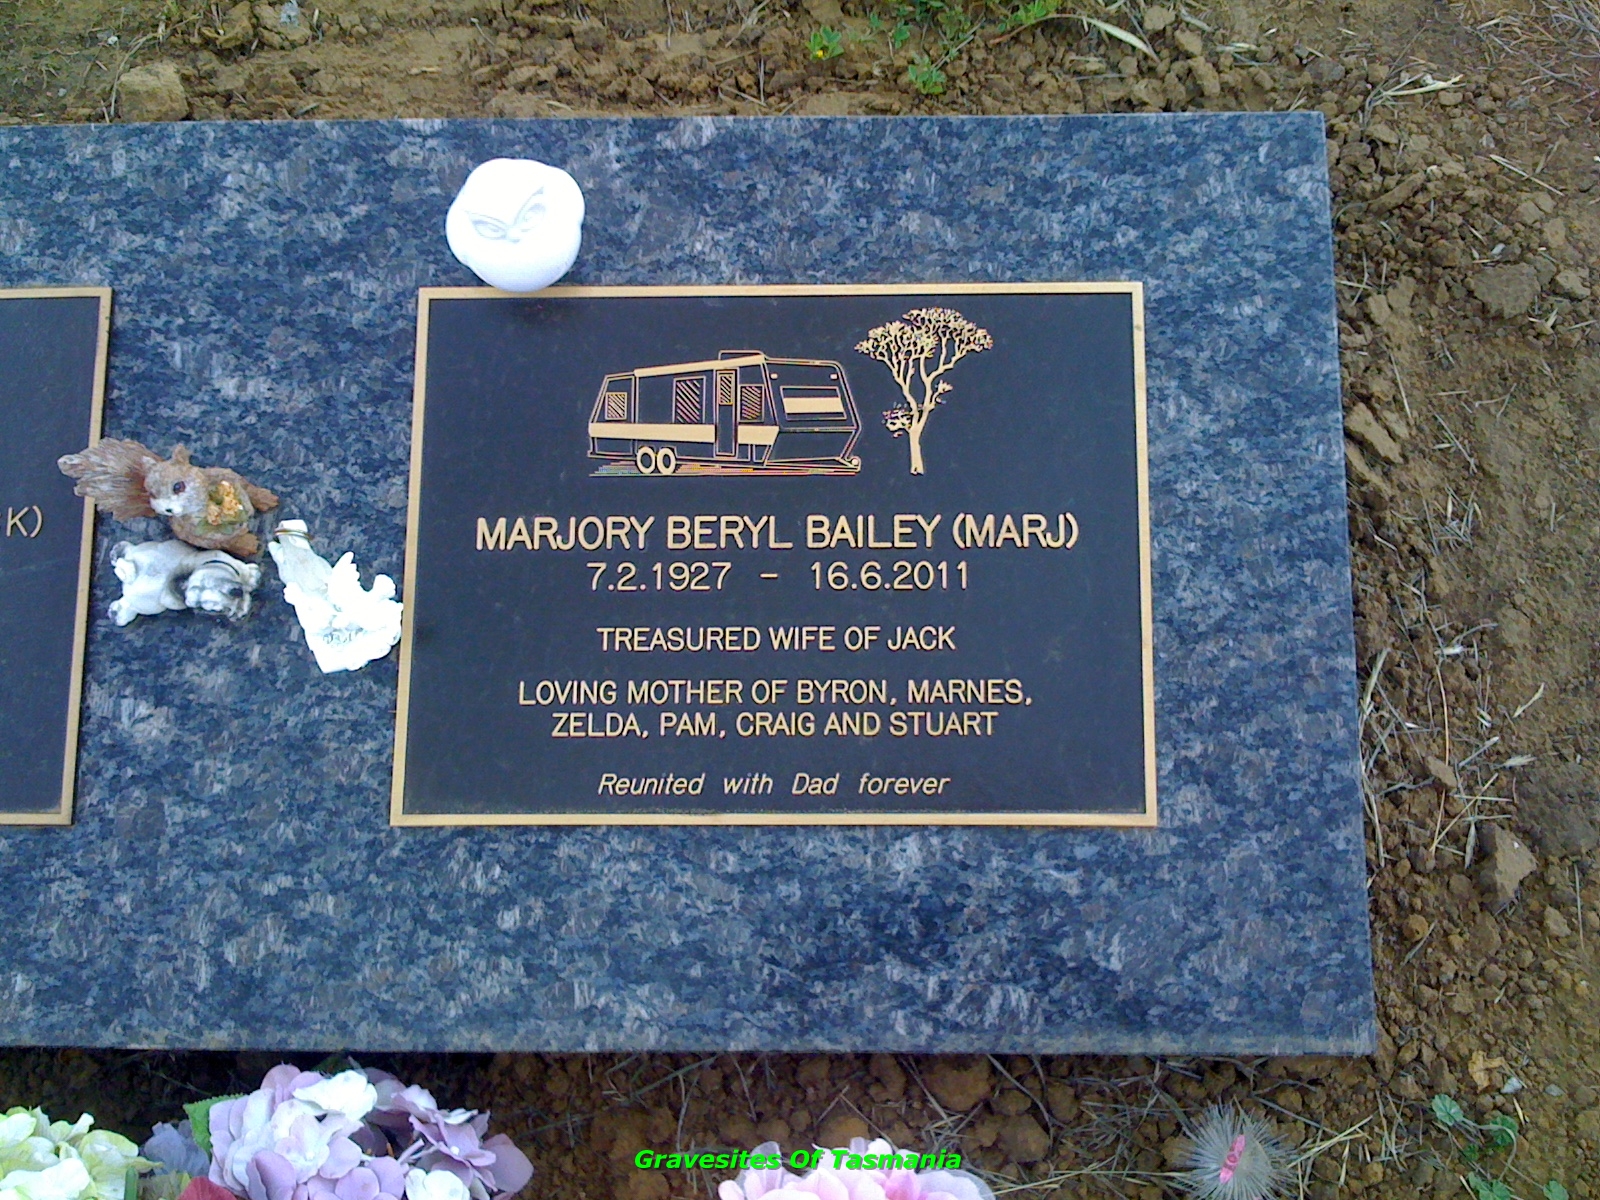 K)
MARJORY BERYL BAILEY (MARJ)
7.2.1927 - 16.6.2011
TREASURED WIFE OF JACK
LOVING MOTHER OF BYRON, MARNES,
ZELDA, PAM, CRAIG AND STUART
Reunited with Dad forever
Gravesites Of Tasmania